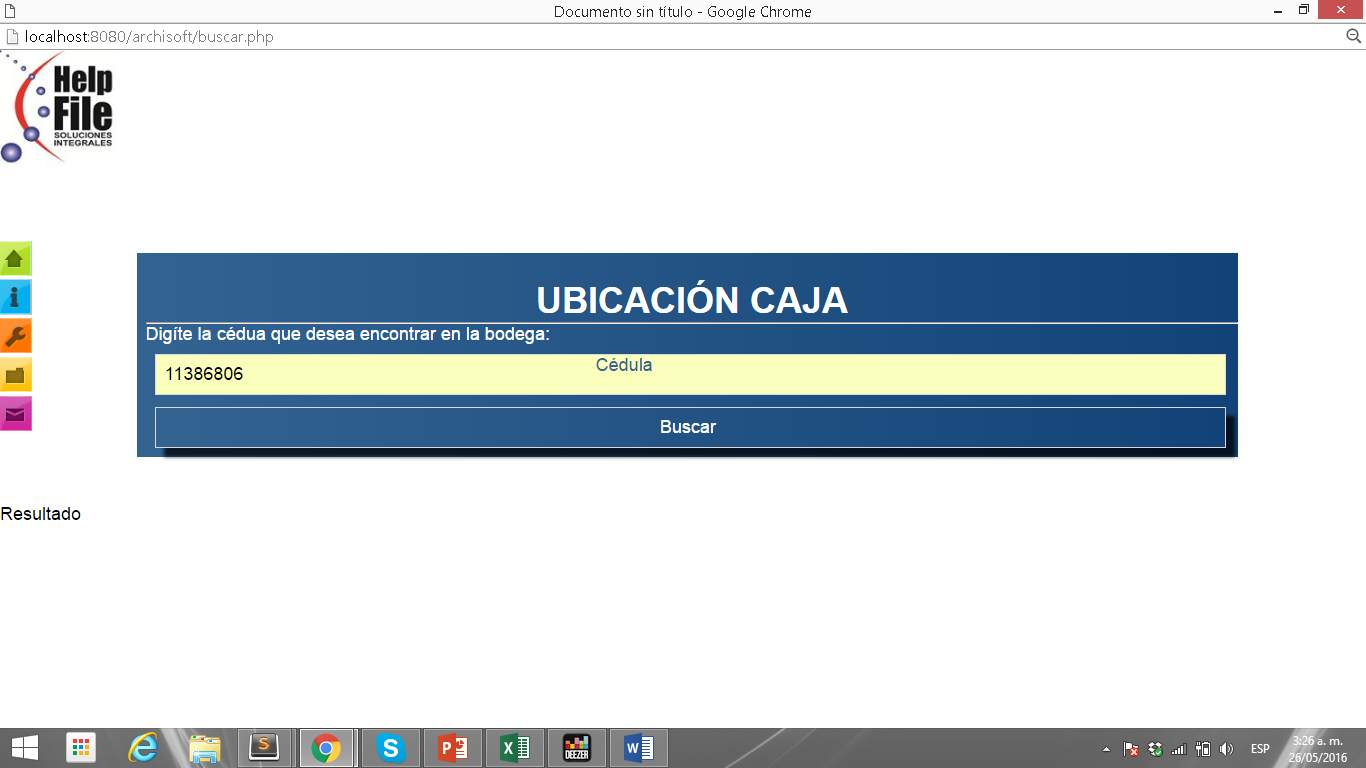 Documento sin título - Google Chrome
localhost:8080/archisoft/buscar.php
Help
File
SOLUCIONES
INTEGRALES
UBICACIÓN CAJA
Digíte la cédua que desea encontrar en la bodega:
Cédula
11386806
Buscar
Resultado
S
S
P
X
DEEZER
W
ESP
3:26 a. m.
26/05/2016